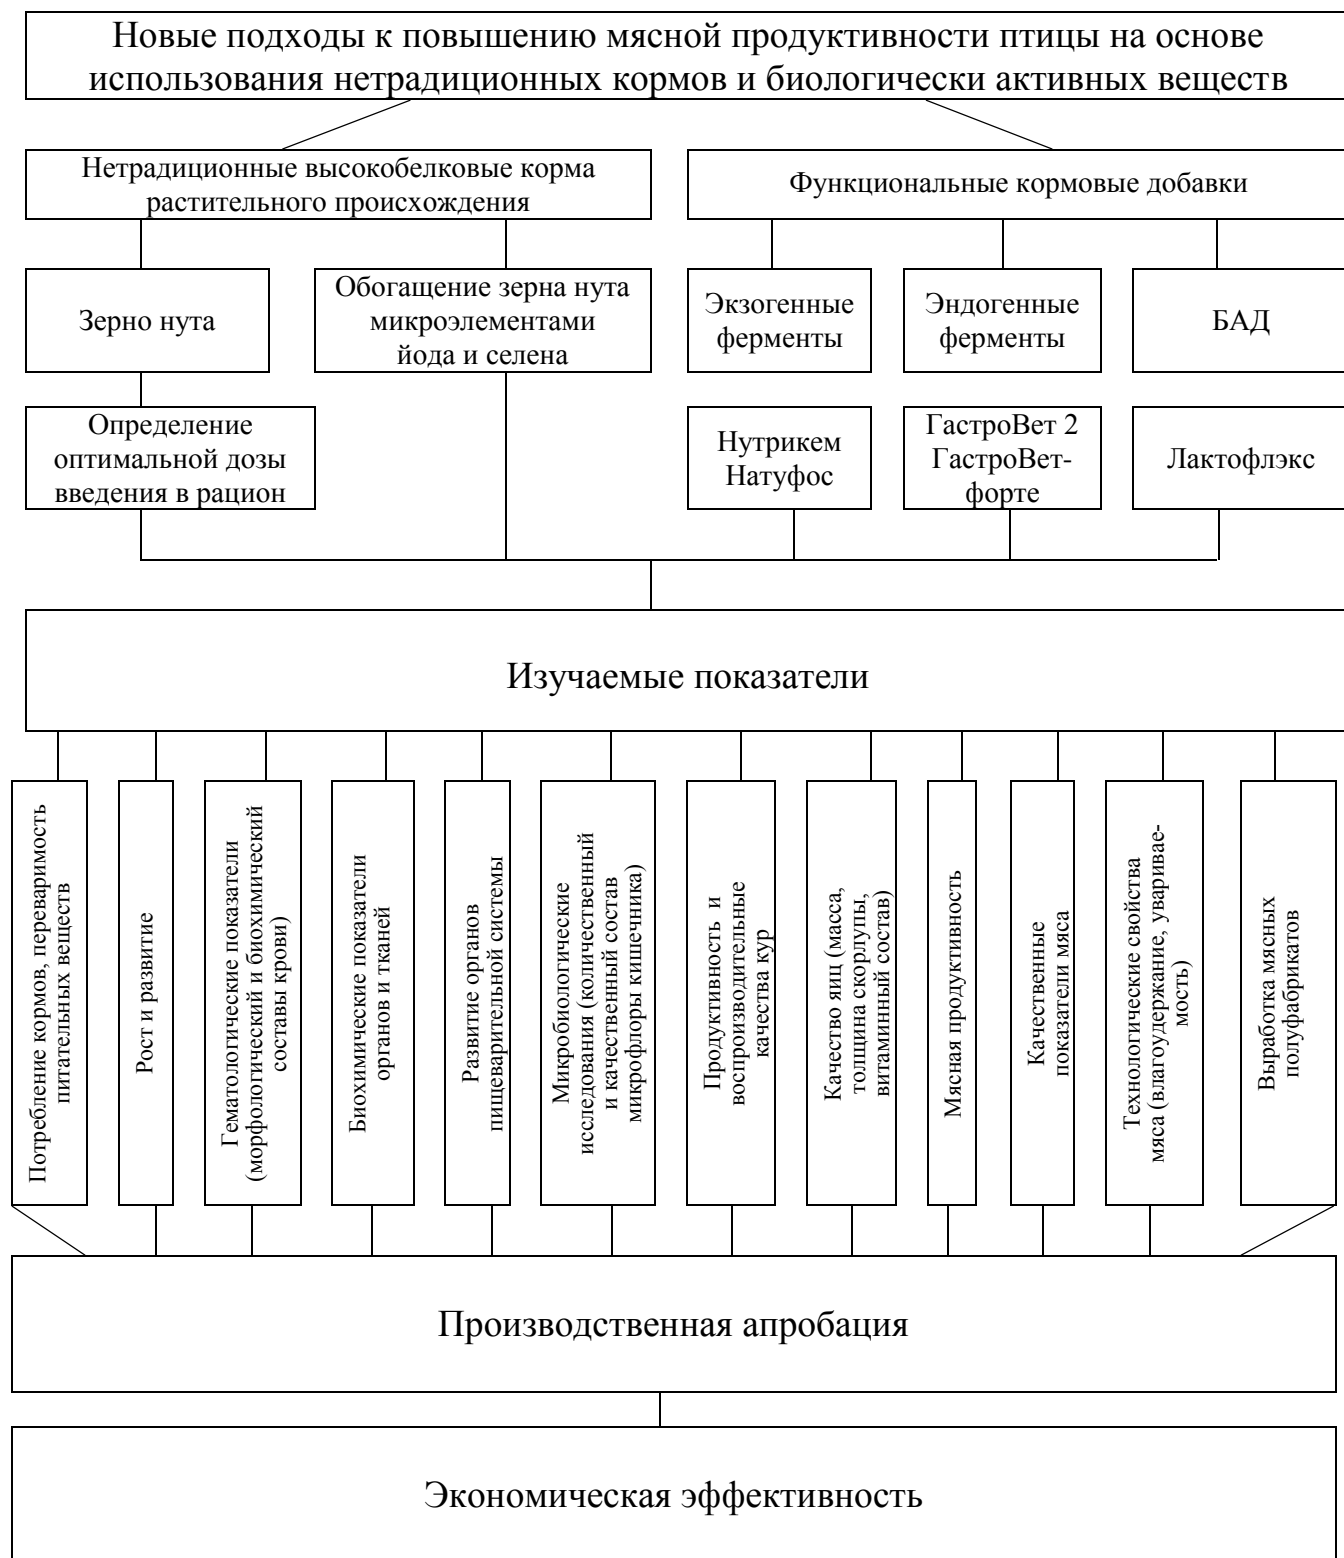 Новые подходы к повышению мясной продуктивности птицы на основе
использования нетрадиционных кормов и биологически активных веществ
Нетрадиционные высокобелковые корма
растительного происхождения
Функциональные кормовые добавки
Зерно нута
Обогащение зерна нута
микроэлементами
йода и селена
Экзогенные
ферменты
Эндогенные
ферменты
БАД
Определение
оптимальной дозы
введения в рацион
Нутрикем
Натуфос
ГастроВет 2
ГастроВет-
форте
Лактофлэкс
Изучаемые показатели
Потребление кормов, переваримость
питательных веществ
Рост и развитие
Гематологические показатели
(морфологический и биохимический
составы крови)
Биохимические показатели
органов и тканей
Развитие органов
пищеварительной системы
Микробиологические
исследования (количественный
и качественный состав
микрофлоры кишечника)
Продуктивность и
воспроизводительные
качества кур
Качество яиц (масса,
толщина скорлупы,
витаминный состав)
Мясная продуктивность
Качественные
показатели мяса
Технологические свойства
мяса (влагоудержание, увариваe-
мость)
Выработка мясных
полуфабрикатов
Производственная апробация
Экономическая эффективность